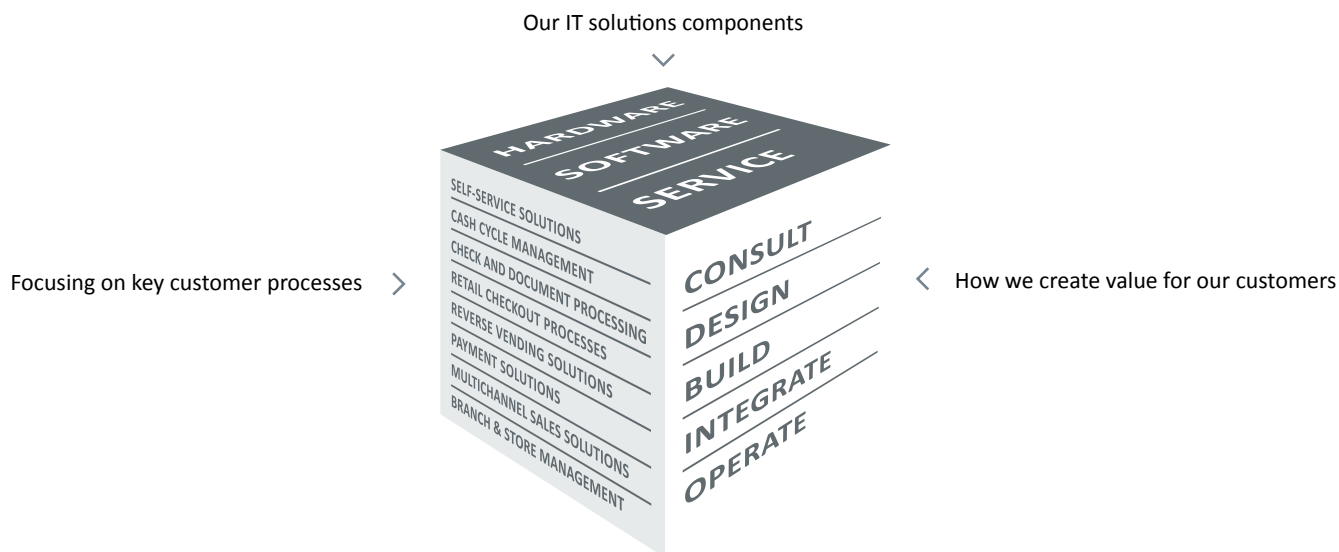 Our IT solutions components
HARDWARE
SOFTWARE
SERVICE
Focusing on key customer processes
SELF-SERVICE SOLUTIONS
CASH CYCLE MANAGEMENT
CHECK AND DOCUMENT PROCESSING
RETAIL CHECKOUT PROCESSES
REVERSE VENDING SOLUTIONS
PAYMENT SOLUTIONS
MULTICHANNEL SALES SOLUTIONS
BRANCH & STORE MANAGEMENT
CONSULT
DESIGN
BUILD
INTEGRATE
OPERATE
How we create value for our customers